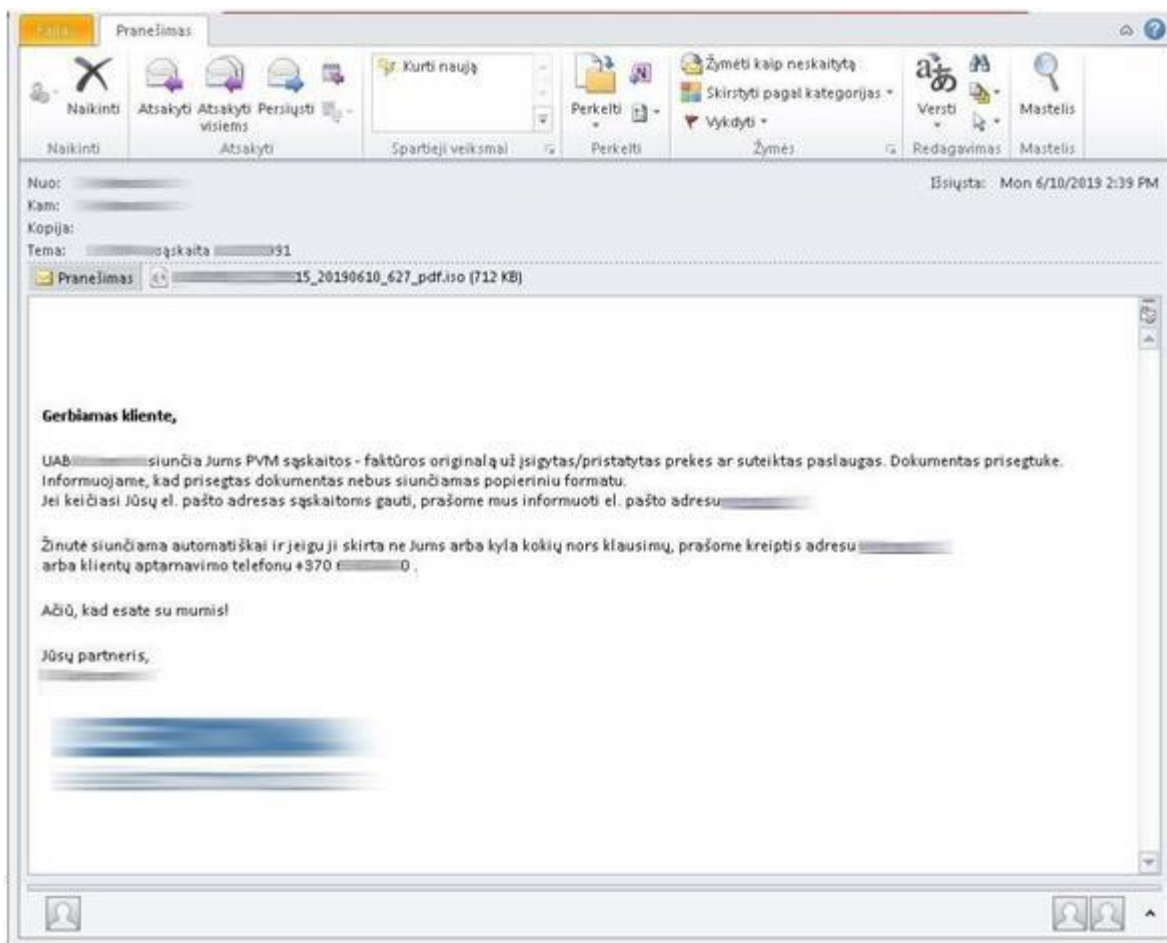 Failas
Pranešimas
Naikinti
Atsakyti
Atsakyti visiems
Persiųsti
Kurti naują
Perkelti
Žymėti kaip neskaitytą
Skirstyti pagal kategorijas
Vykdyti
Versti
Mastelis
Naikinti
Atsakyti
Spartieji veiksmai
Perkelti
Žymės
Redagavimas
Mastelis
Nuo:
Išsiųsta: Mon 6/10/2019 2:39 PM
Kam:
Kopija:
Tema: sąskaita 91
Pranešimas 15_20190610_627_pdf.iso (712 KB)
Gerbiamas kliente,
UAB siunčia Jums PVM sąskaitos - faktūros originalą už įsigytas/pristatytas prekes ar suteiktas paslaugas. Dokumentas prisegtuke.
Informuojame, kad prisegtas dokumentas nebus siunčiamas popieriniu formatu.
Jei keičiasi Jūsų el. pašto adresas sąskaitoms gauti, prašome mus informuoti el. pašto adresu
Žinutė siunčiama automatiškai ir jeigu ji skirta ne Jums arba kyla kokių nors klausimų, prašome kreiptis adresu
arba klientų aptarnavimo telefonu +370 0 .
Ačiū, kad esate su mumis!
Jūsų partneris,